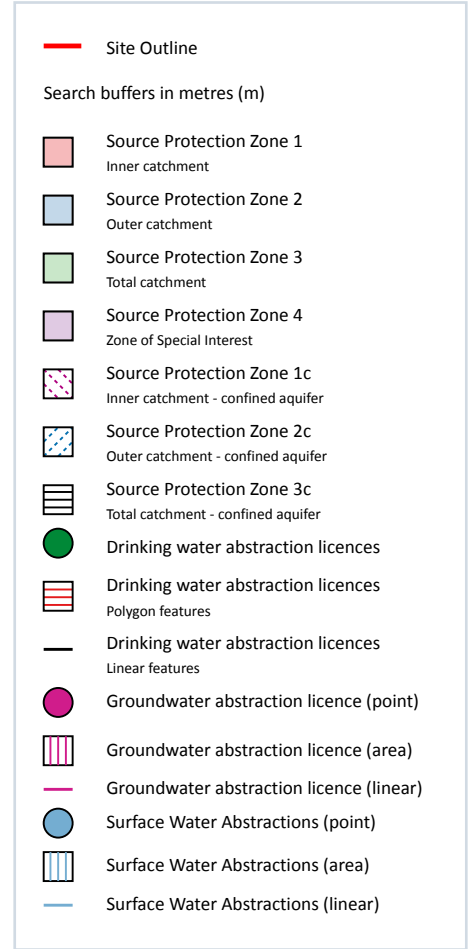 Site Outline
Search buffers in metres (m)
Source Protection Zone 1
Inner catchment
Source Protection Zone 2
Outer catchment
Source Protection Zone 3
Total catchment
Source Protection Zone 4
Zone of Special Interest
Source Protection Zone 1c
Inner catchment - confined aquifer
Source Protection Zone 2c
Outer catchment - confined aquifer
Source Protection Zone 3c
Total catchment - confined aquifer
Drinking water abstraction licences
Drinking water abstraction licences
Polygon features
Drinking water abstraction licences
Linear features
Groundwater abstraction licence (point)
Groundwater abstraction licence (area)
Groundwater abstraction licence (linear)
Surface Water Abstractions (point)
Surface Water Abstractions (area)
Surface Water Abstractions (linear)